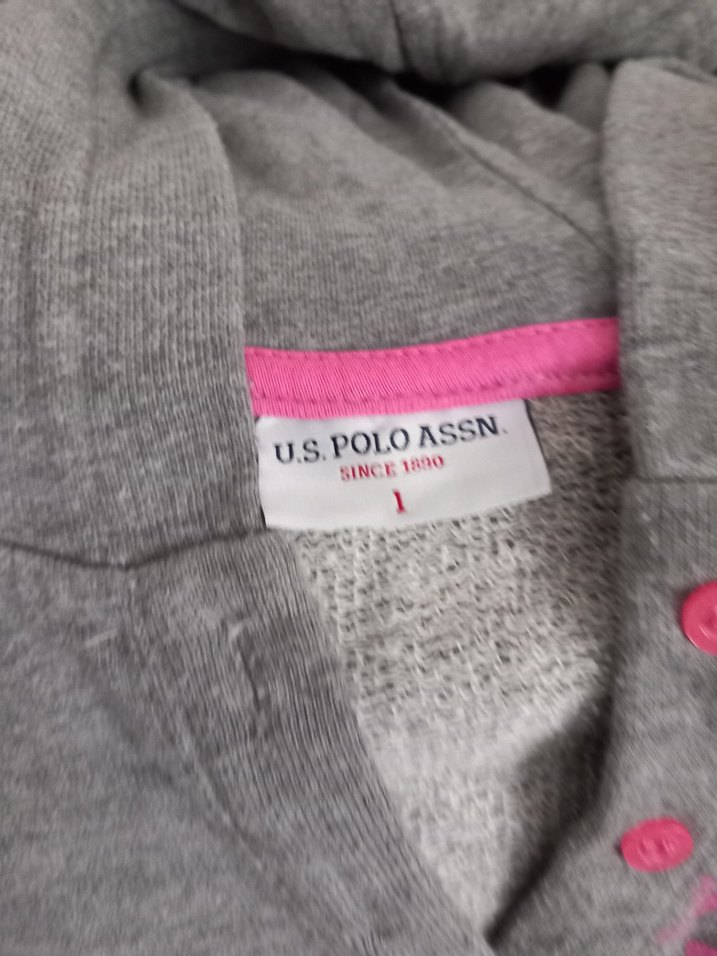 U.S. POLO ASSN.
SINCE 1890
1